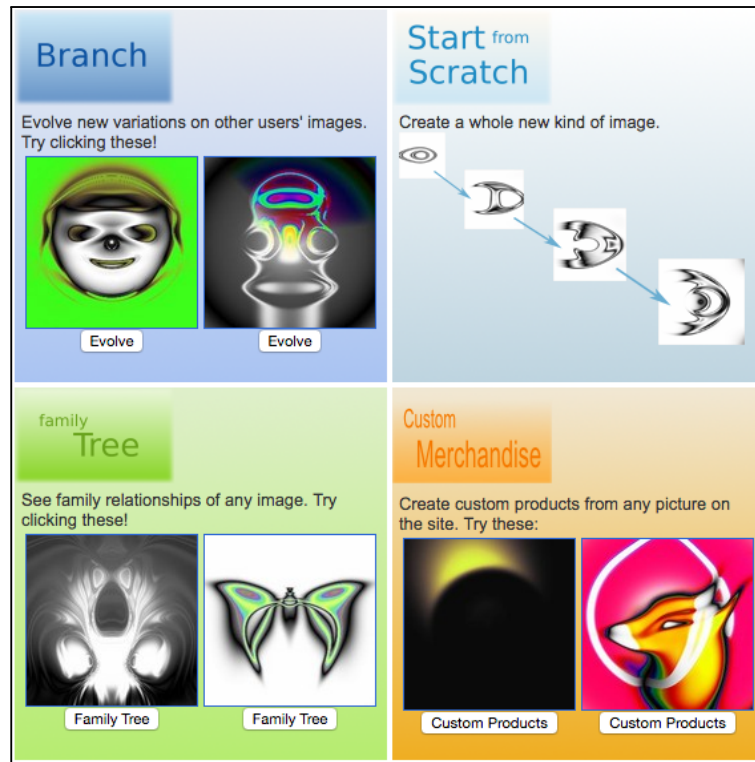 Branch
Evolve new variations on other users' images.
Try clicking these!
Evolve
Evolve
Start from
Scratch
Create a whole new kind of image.
family
Tree
See family relationships of any image. Try
clicking these!
Family Tree
Family Tree
Custom
Merchandise
Create custom products from any picture on
the site. Try these:
Custom Products
Custom Products